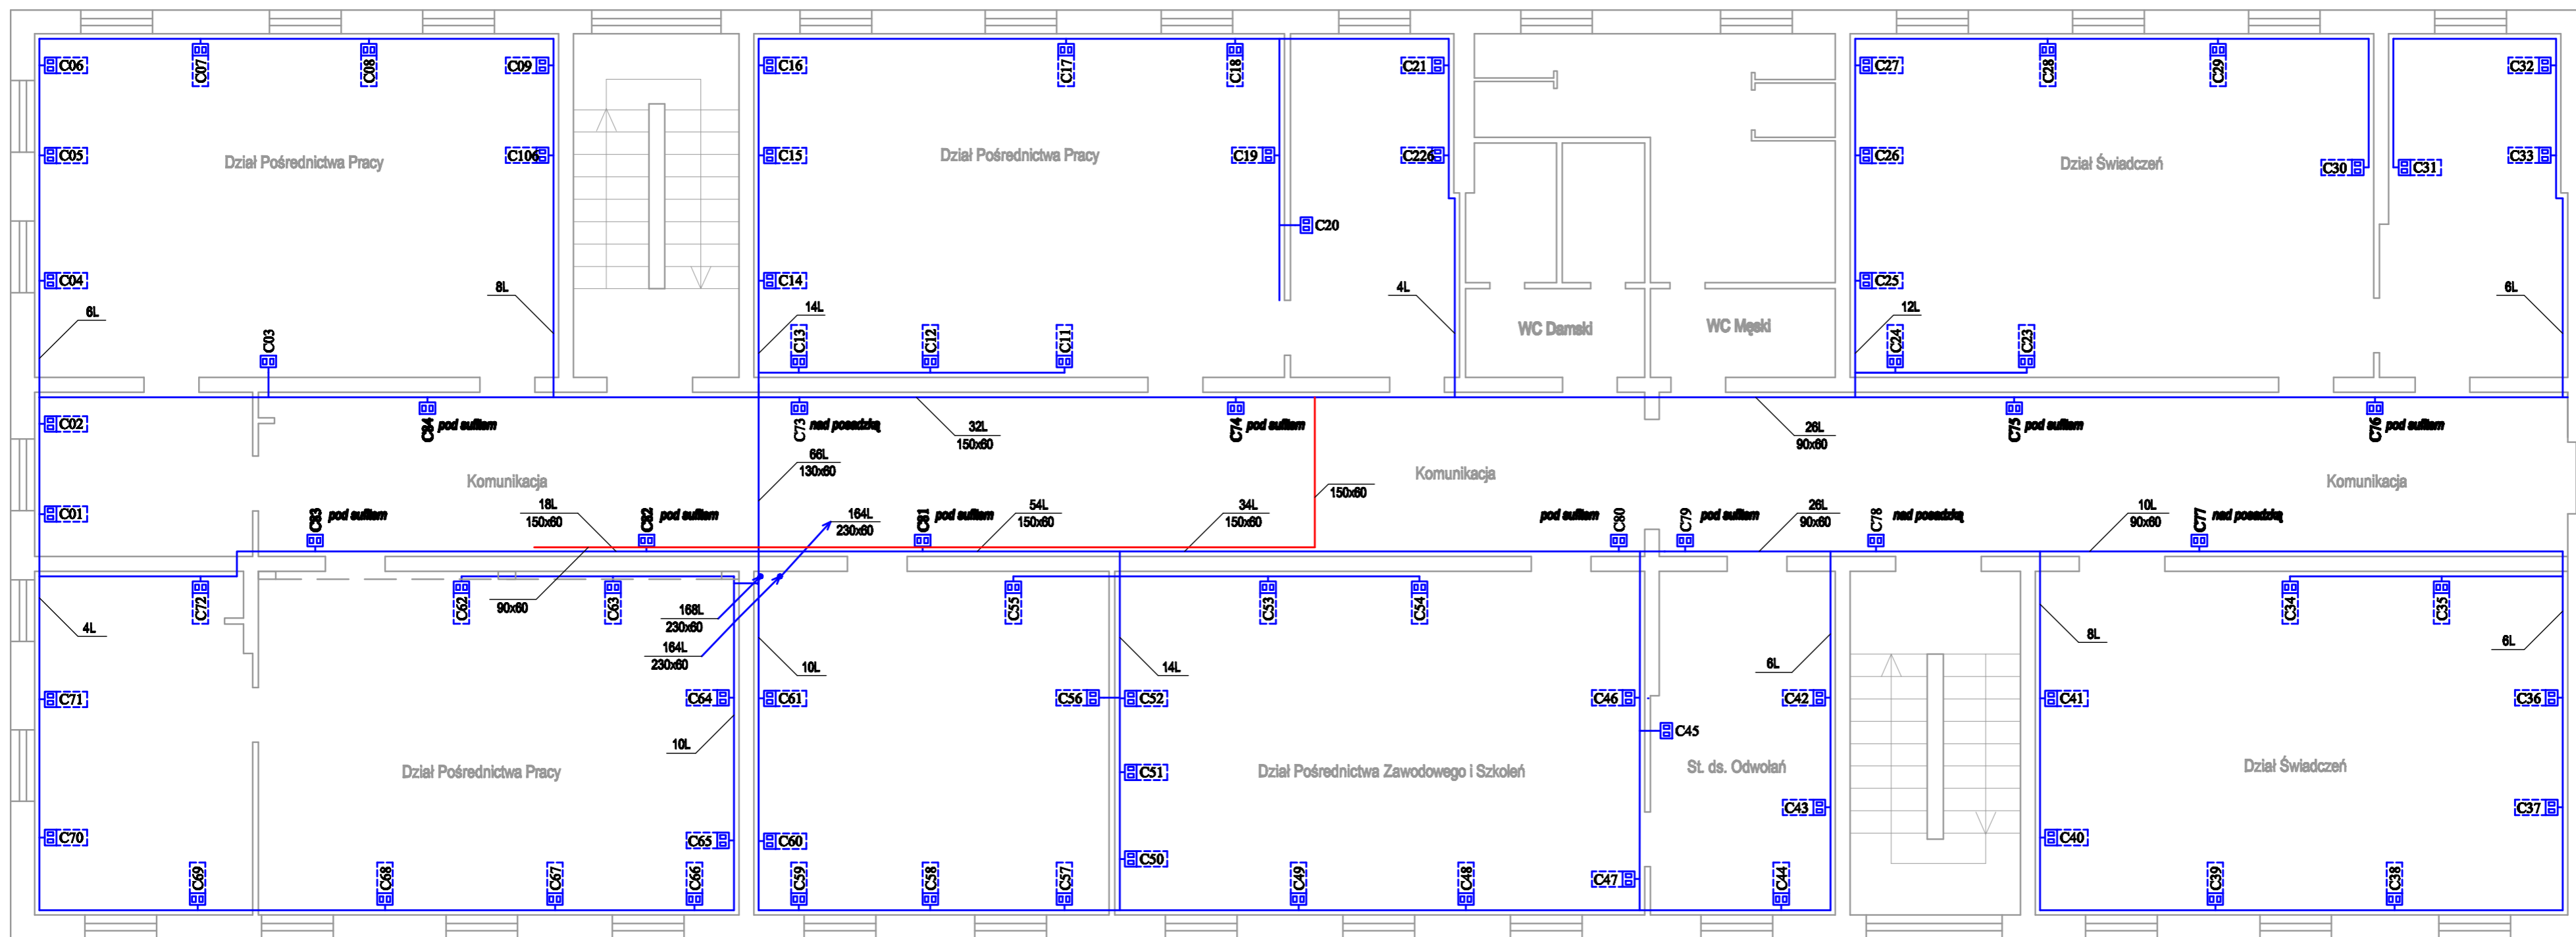 C06
C07
C08
C09
C16
C17
C18
C21
C27
C28
C29
C32
C05
Dział Pośrednictwa Pracy
C106
C15
Dział Pośrednictwa Pracy
C19
C226
C26
Dział Świadczeń
C30
C31
C33
C20
C04
8L
C14
4L
C25
6L
6L
14L
12L
C03
C13
C12
C11
WC Damski
WC Męski
C24
C23
C02
C84 pod sufitem
C73 nad posadzką
32L
150x60
C74 pod sufitem
26L
90x60
C75 pod sufitem
C76 pod sufitem
66L
130x60
Komunikacja
Komunikacja
Komunikacja
150x60
C01
C83 pod sufitem
18L
150x60
C82 pod sufitem
164L
230x60
C81 pod sufitem
54L
150x60
34L
150x60
pod sufitem C80
C79 pod sufitem
26L
90x60
C78 nad posadzką
10L
90x60
C77 nad posadzką
C72
C62
90x60
C63
168L
230x60
C55
C53
C54
C34
C35
4L
164L
230x60
10L
14L
6L
8L
6L
C71
C64
C61
C56
C52
C46
C42
C41
C36
10L
C45
Dział Pośrednictwa Pracy
C51
Dział Pośrednictwa Zawodowego i Szkoleń
St. ds. Odwołań
Dział Świadczeń
C43
C37
C70
C65
C60
C50
C40
C69
C68
C67
C66
C59
C58
C57
C49
C48
C47
C44
C39
C38